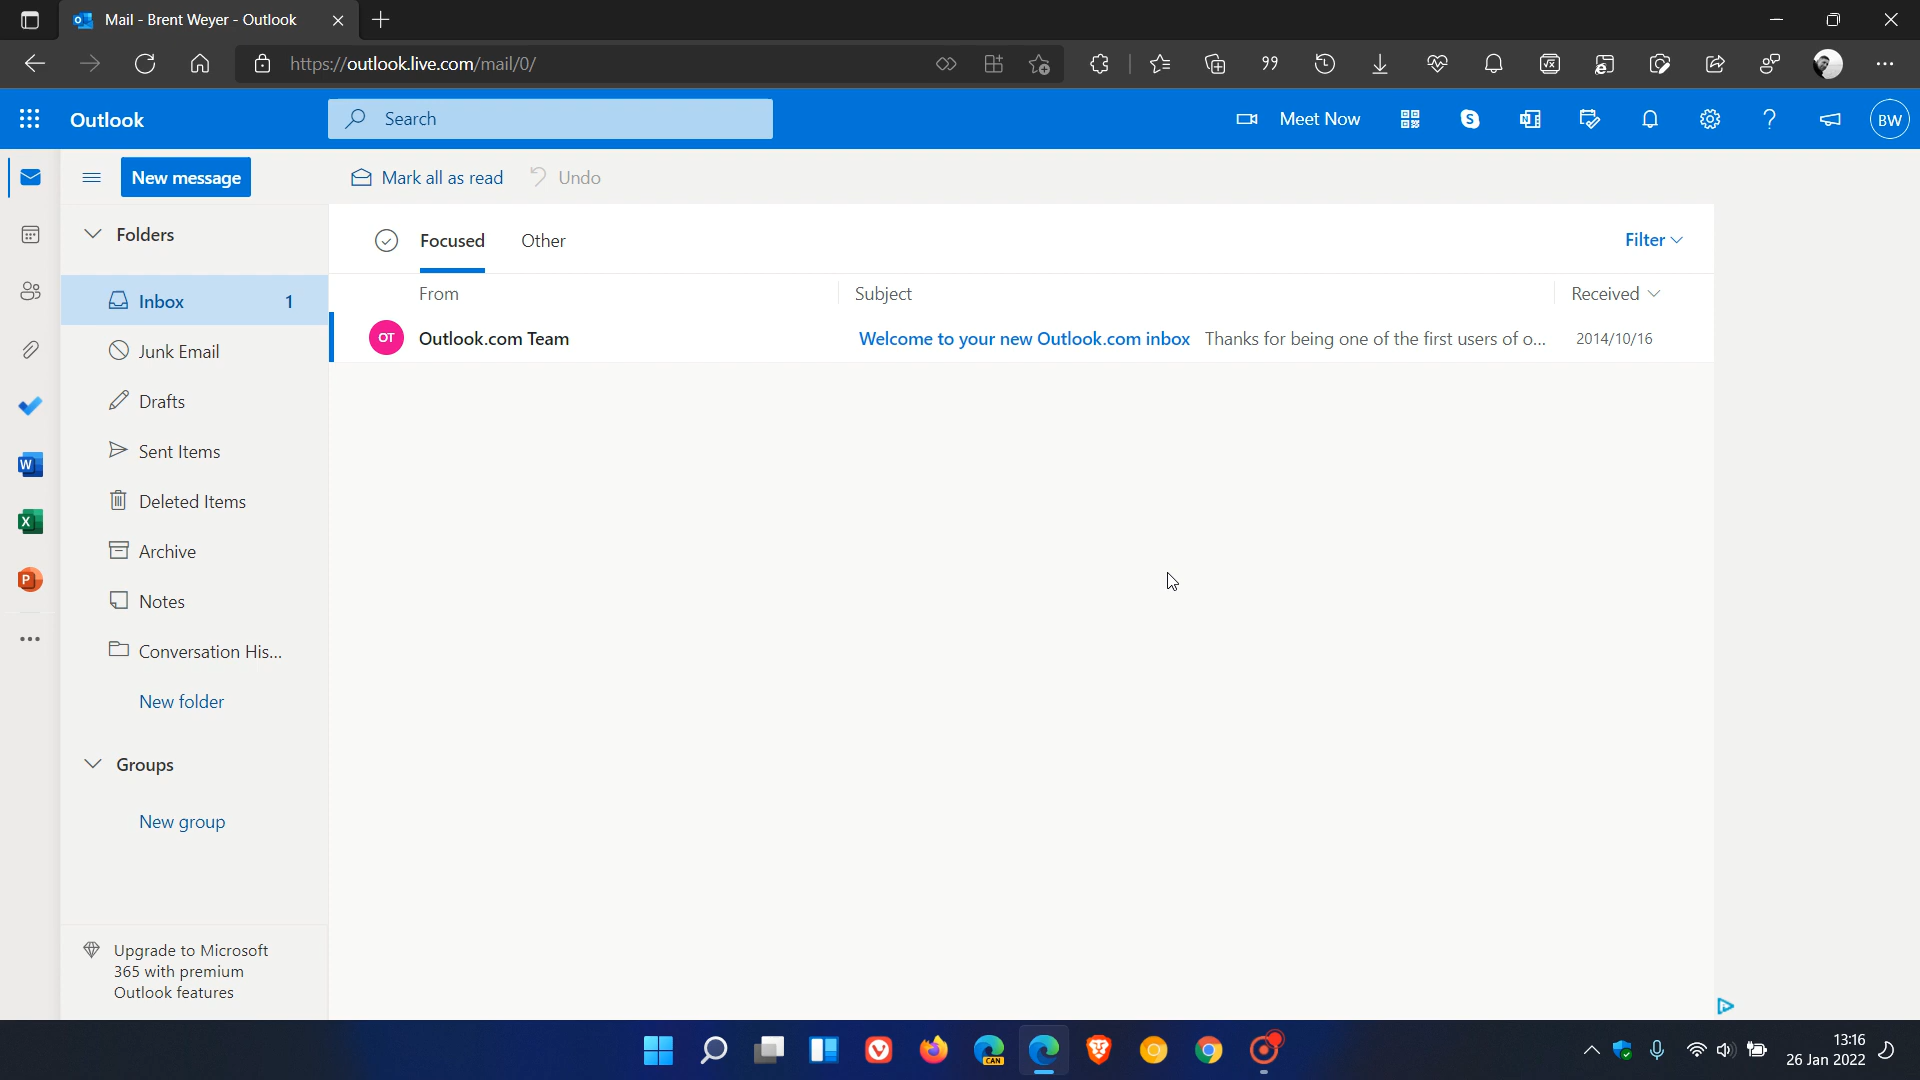 Mail - Brent Weyer - Outlook
https://outlook.live.com/mail/0/
Outlook
Search
Meet Now
BW
New message
Mark all as read
Undo
Folders
Focused
Other
Filter
Inbox 1
From
Subject
Received
OT
Outlook.com Team
Welcome to your new Outlook.com inbox Thanks for being one of the first users of o...
2014/10/16
Junk Email
Drafts
Sent Items
Deleted Items
Archive
Notes
Conversation His...
New folder
Groups
New group
Upgrade to Microsoft
365 with premium
Outlook features
CAN
13:16
26 Jan 2022